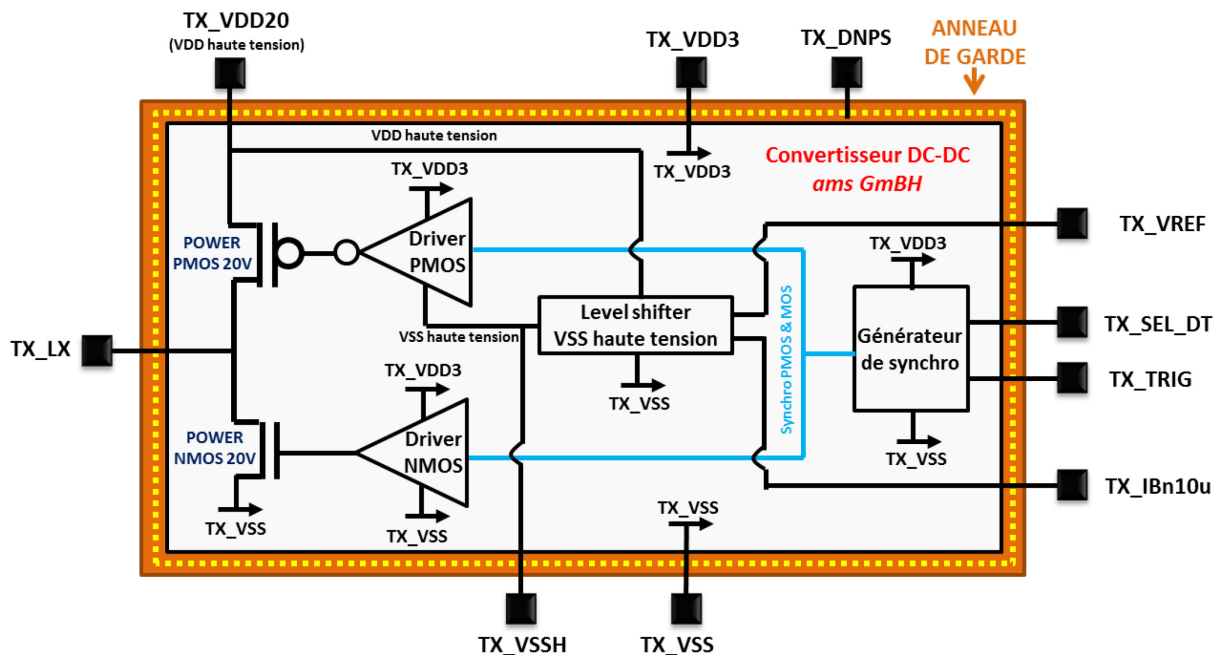 TX_VDD20
(VDD haute tension)
TX_VDD3
TX_DNPS
ANNEAU
DE GARDE
VDD haute tension
TX_VDD3
Convertisseur DC-DC
ams GmBH
TX_VDD3
Driver
PMOS
POWER
PMOS 20V
TX_VREF
TX_VDD3
Level shifter
VSS haute tension
Générateur
de synchro
TX_SEL_DT
VSS haute tension
TX_LX
TX_TRIG
Synchro PMOS & MOS
TX_VDD3
TX_VSS
Driver
NMOS
POWER
NMOS 20V
TX_VSS
TX_IBn10u
TX_VSS
TX_VSS
TX_VSS
TX_VSSH
TX_VSS